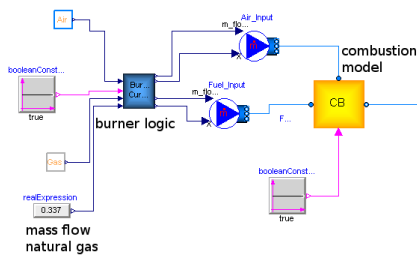 Air
Air_Input
m_flo...
X
combustion
model
booleanConst...
true
Bur...
Cur...
burner logic
Fuel_Input
m_flo...
X
F...
CB
Gas
booleanConst...
true
realExpression
0.337
mass flow
natural gas